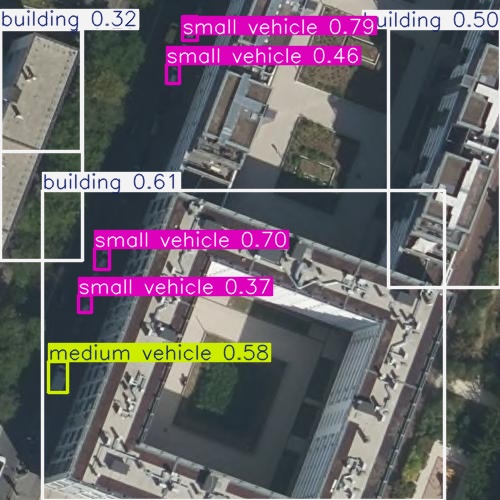 building 0.32
small vehicle 0.79
building 0.50
small vehicle 0.46
building 0.61
small vehicle 0.70
small vehicle 0.37
medium vehicle 0.58